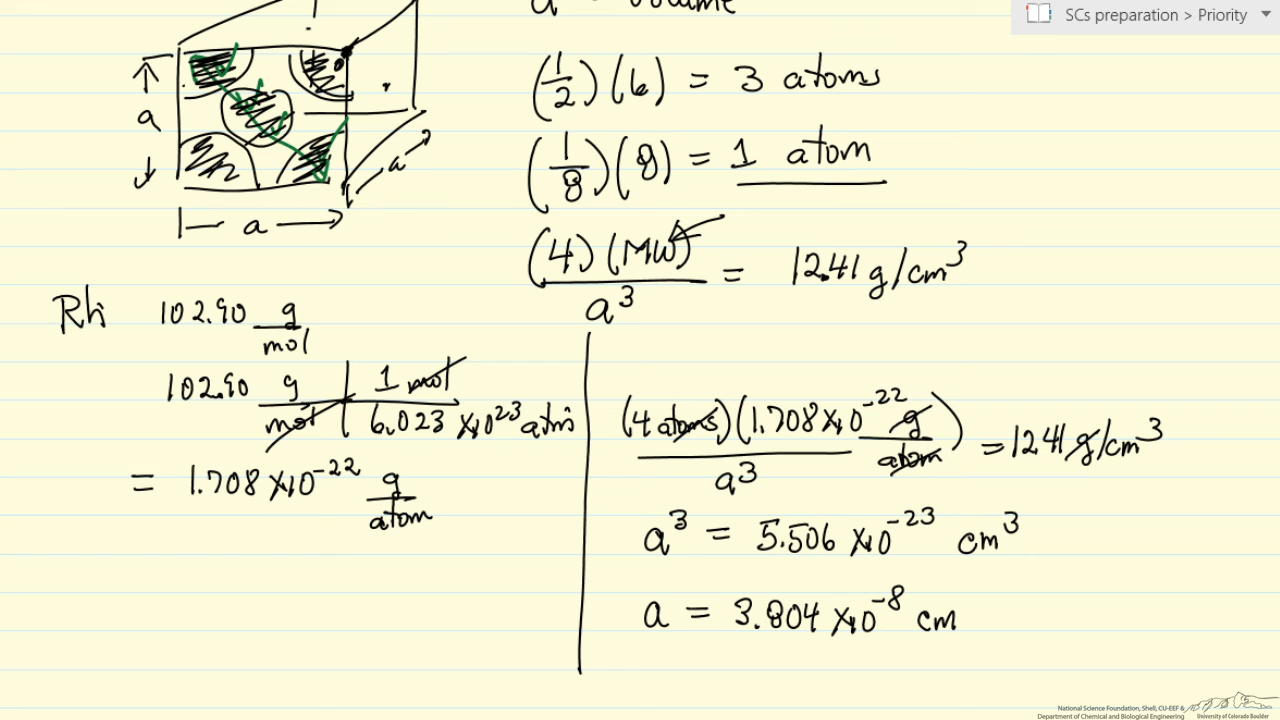 a³ = volume
SCs preparation > Priority
(1/2)(6) = 3 atoms
a
(1/8)(8) = 1 atom
a
a
(4)(MW)/a³ = 12.41 g/cm³
Rh 102.90 g/mol
102.90 g/mol | 1 mol/6.023 x10²³ atm
= 1.708 x10⁻²² g/atom
(4 atoms)(1.708 x10⁻²² g/atom)/a³ = 12.41 g/cm³
a³ = 5.506 x10⁻²³ cm³
a = 3.804 x10⁻⁸ cm
National Science Foundation, Shell, CU-EEF &
Department of Chemical and Biological Engineering
University of Colorado Boulder